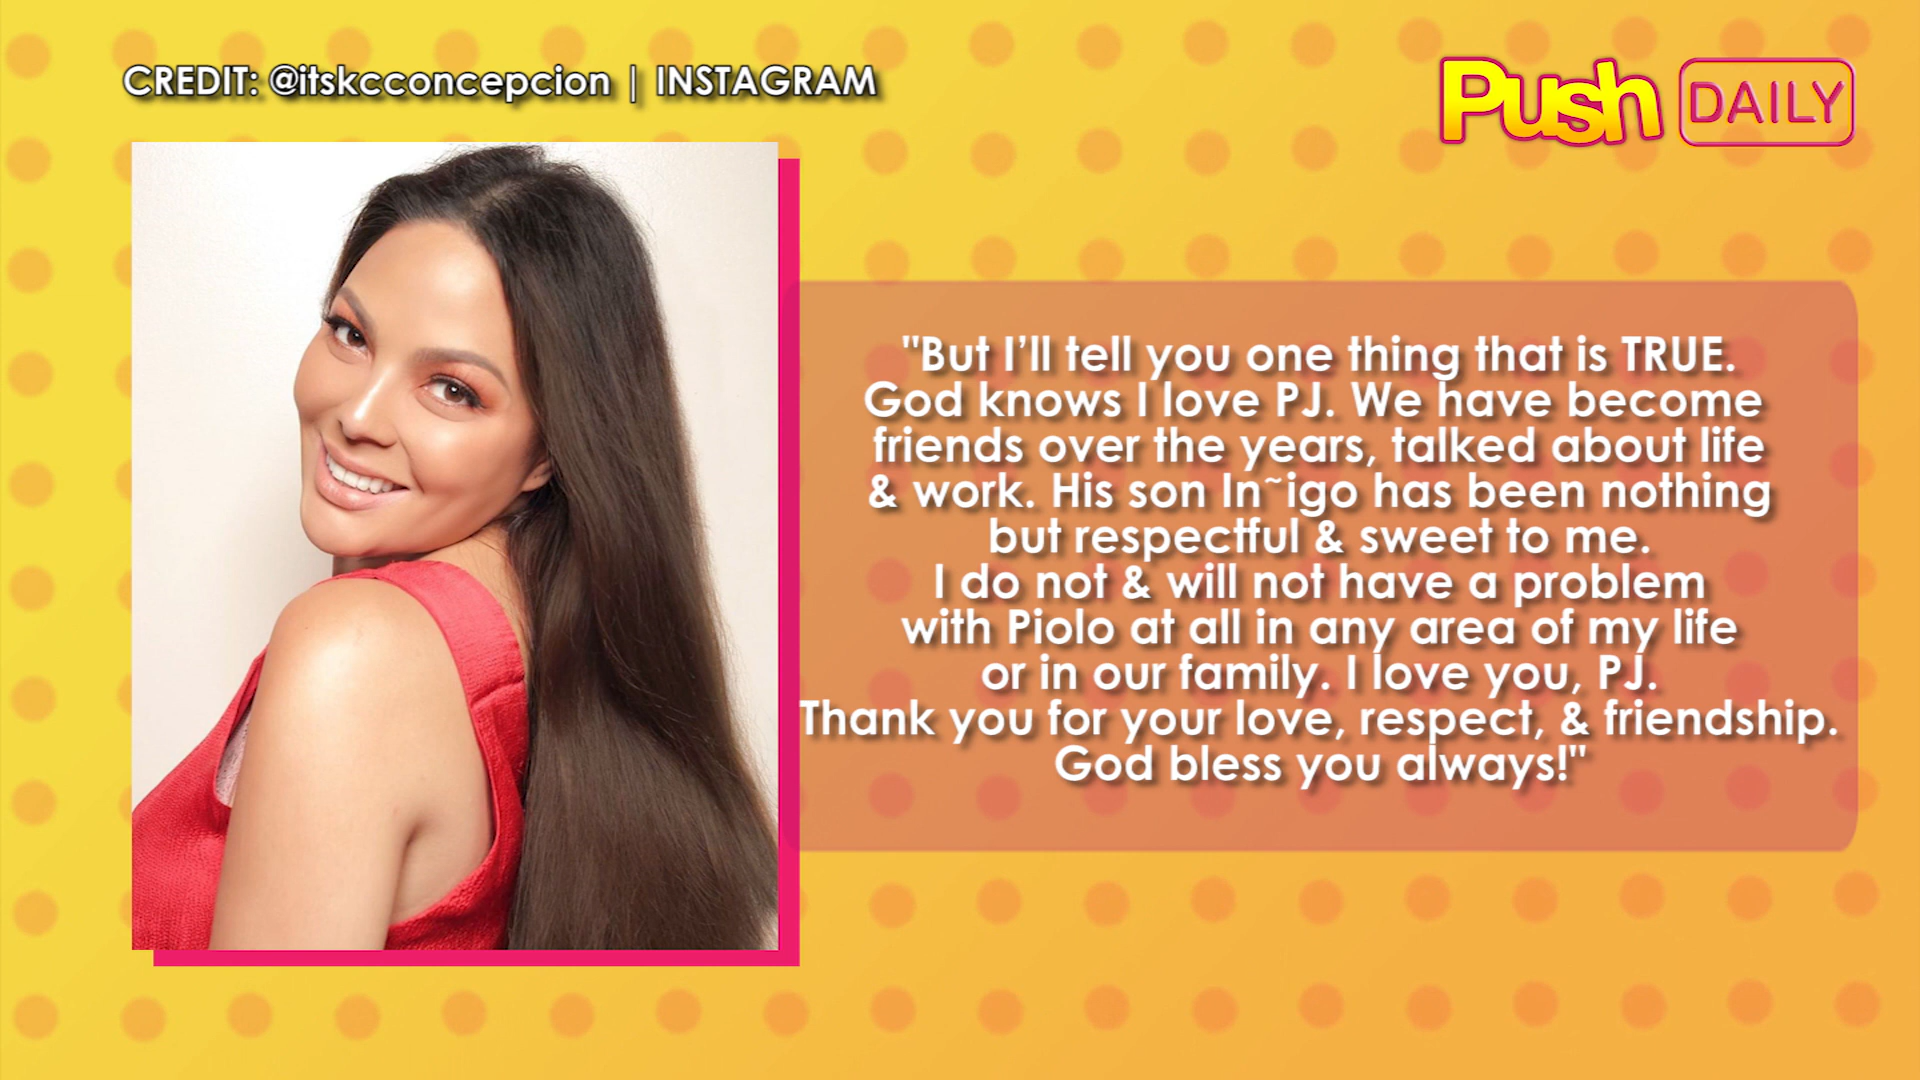 CREDIT: @itskcconcepcion | INSTAGRAM
Push DAILY
"But I’ll tell you one thing that is TRUE.
God knows I love PJ. We have become
friends over the years, talked about life
& work. His son In~igo has been nothing
but respectful & sweet to me.
I do not & will not have a problem
with Piolo at all in any area of my life
or in our family. I love you, PJ.
Thank you for your love, respect, & friendship.
God bless you always!"